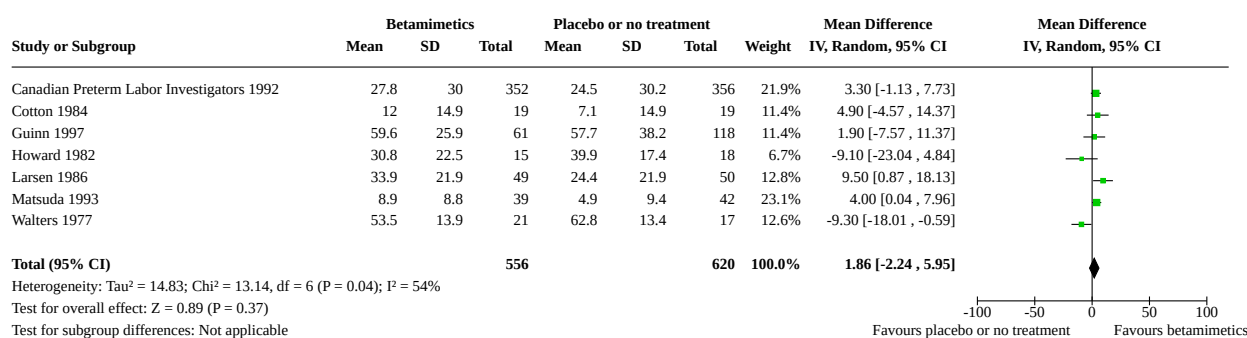 Betamimetics Placebo or no treatment Mean Difference Mean Difference
Study or Subgroup Mean SD Total Mean SD Total Weight IV, Random, 95% CI IV, Random, 95% CI
Canadian Preterm Labor Investigators 1992 27.8 30 352 24.5 30.2 356 21.9% 3.30 [-1.13 , 7.73]
Cotton 1984 12 14.9 19 7.1 14.9 19 11.4% 4.90 [-4.57 , 14.37]
Guinn 1997 59.6 25.9 61 57.7 38.2 118 11.4% 1.90 [-7.57 , 11.37]
Howard 1982 30.8 22.5 15 39.9 17.4 18 6.7% -9.10 [-23.04 , 4.84]
Larsen 1986 33.9 21.9 49 24.4 21.9 50 12.8% 9.50 [0.87 , 18.13]
Matsuda 1993 8.9 8.8 39 4.9 9.4 42 23.1% 4.00 [0.04 , 7.96]
Walters 1977 53.5 13.9 21 62.8 13.4 17 12.6% -9.30 [-18.01 , -0.59]
Total (95% CI) 556 620 100.0% 1.86 [-2.24 , 5.95]
Heterogeneity: Tau² = 14.83; Chi² = 13.14, df = 6 (P = 0.04); I² = 54%
Test for overall effect: Z = 0.89 (P = 0.37)
Test for subgroup differences: Not applicable
-100 -50 0 50 100
Favours placebo or no treatment Favours betamimetics